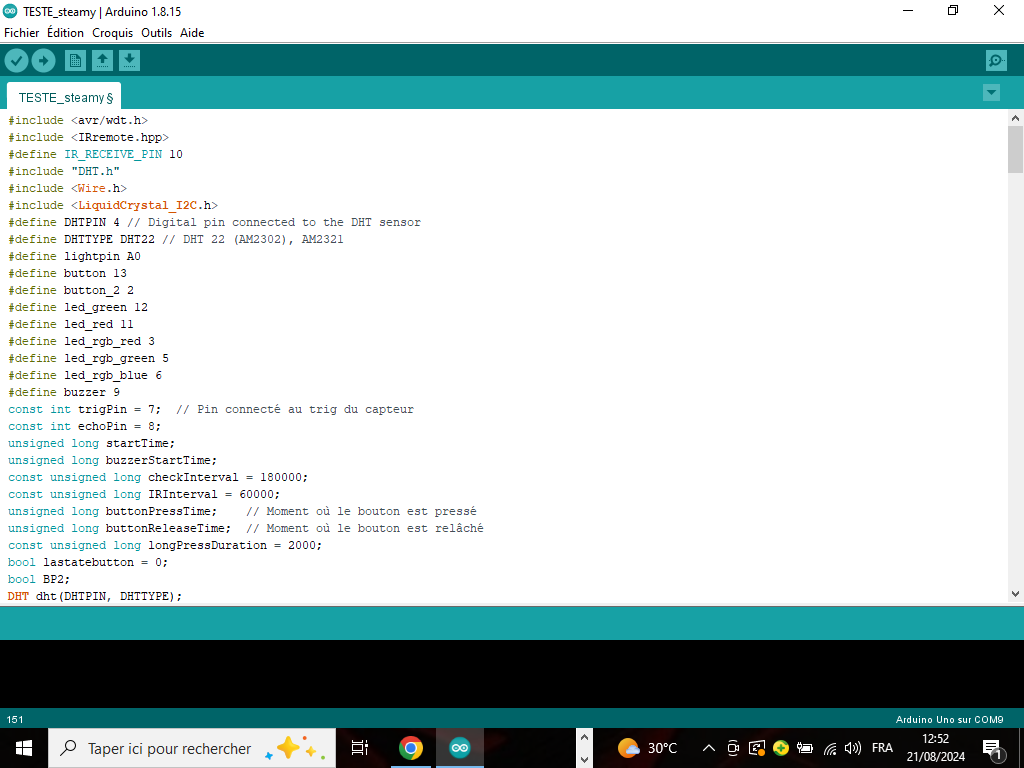 TESTE_steamy | Arduino 1.8.15
Fichier Édition Croquis Outils Aide
TESTE_steamy §
#include <avr/wdt.h>
#include <IRremote.hpp>
#define IR_RECEIVE_PIN 10
#include "DHT.h"
#include <Wire.h>
#include <LiquidCrystal_I2C.h>
#define DHTPIN 4 // Digital pin connected to the DHT sensor
#define DHTTYPE DHT22 // DHT 22 (AM2302), AM2321
#define lightpin A0
#define button 13
#define button_2 2
#define led_green 12
#define led_red 11
#define led_rgb_red 3
#define led_rgb_green 5
#define led_rgb_blue 6
#define buzzer 9
const int trigPin = 7;  // Pin connecté au trig du capteur
const int echoPin = 8;
unsigned long startTime;
unsigned long buzzerStartTime;
const unsigned long checkInterval = 180000;
const unsigned long IRInterval = 60000;
unsigned long buttonPressTime;    // Moment où le bouton est pressé
unsigned long buttonReleaseTime;  // Moment où le bouton est relâché
const unsigned long longPressDuration = 2000;
bool lastatebutton = 0;
bool BP2;
DHT dht(DHTPIN, DHTTYPE);
151
Arduino Uno sur COM9
Taper ici pour rechercher
30°C
FRA
12:52
21/08/2024
1